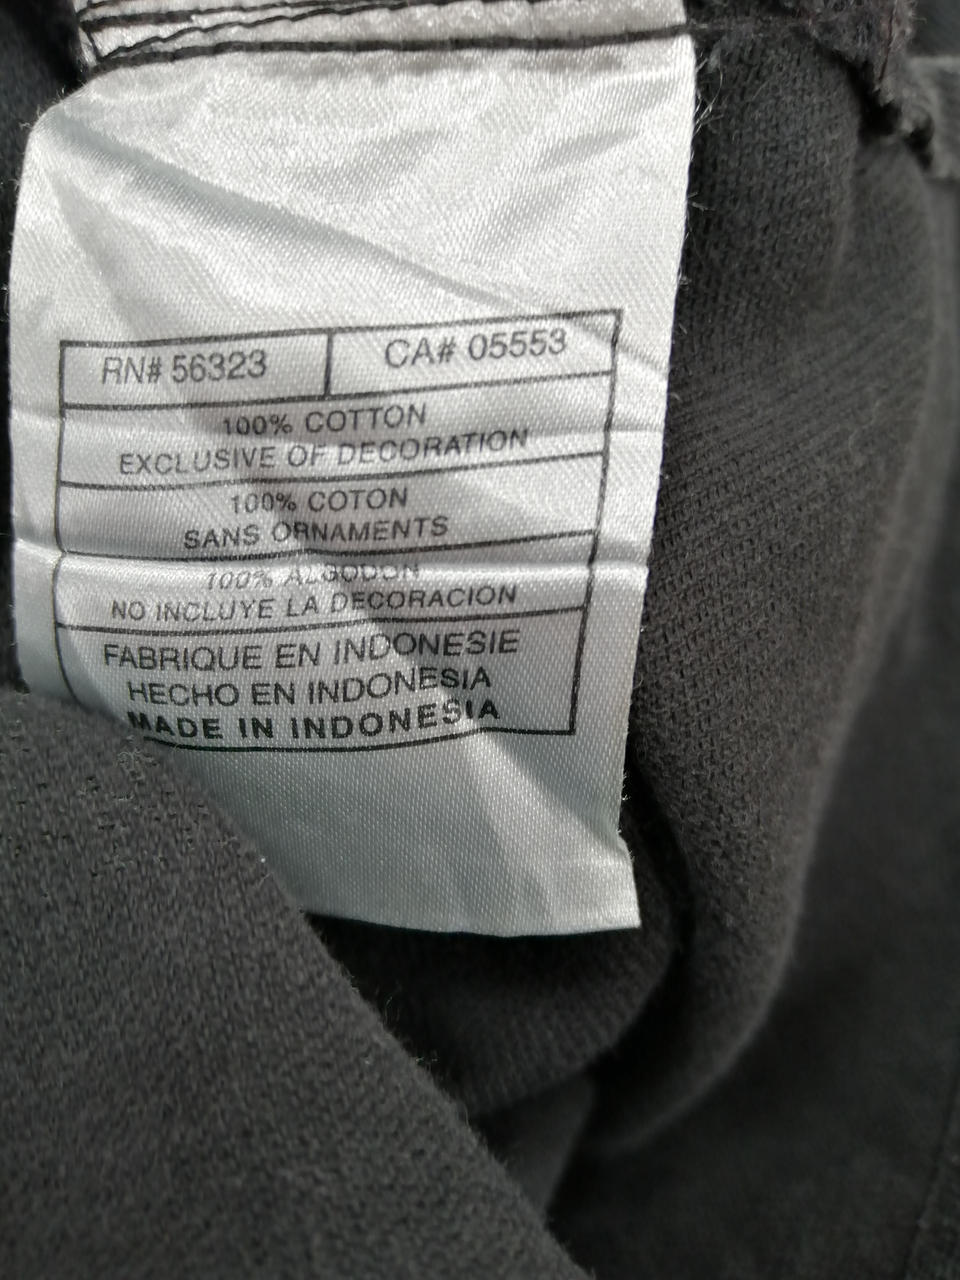 RN# 56323 CA# 05553
100% COTTON
EXCLUSIVE OF DECORATION
100% COTON
SANS ORNAMENTS
100% ALGODON
NO INCLUYE LA DECORACION
FABRIQUE EN INDONESIE
HECHO EN INDONESIA
MADE IN INDONESIA